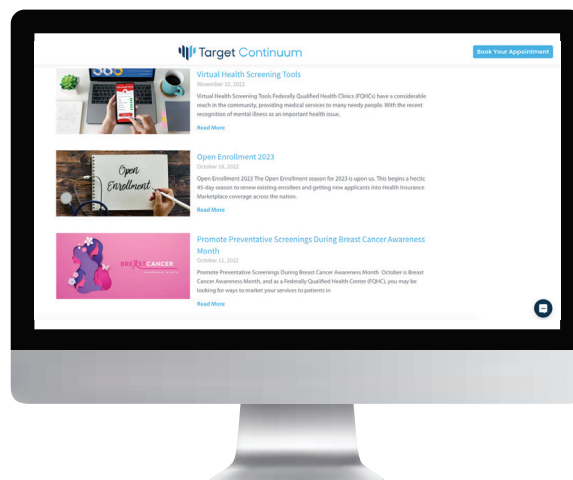 Target Continuum
Book Your Appointment
365
Virtual Health Screening Tools
November 10, 2022
Virtual Health Screening Tools Federally Qualified Health Clinics (FQHCs) have a considerable
reach in the community, providing medical services to many needy people. With the recent
recognition of mental illness as an important health issue,
Read More
Open
Enrollment
Open Enrollment 2023
October 18, 2022
Open Enrollment 2023 The Open Enrollment season for 2023 is upon us. This begins a hectic
45-day season to renew existing enrollees and getting new applicants into Health Insurance
Marketplace coverage across the nation.
Read More
BREAST CANCER
AWARENESS MONTH
Promote Preventative Screenings During Breast Cancer Awareness
Month
October 11, 2022
Promote Preventative Screenings During Breast Cancer Awareness Month October is Breast
Cancer Awareness Month, and as a Federally Qualified Health Center (FQHC), you may be
looking for ways to market your services to patients in
Read More